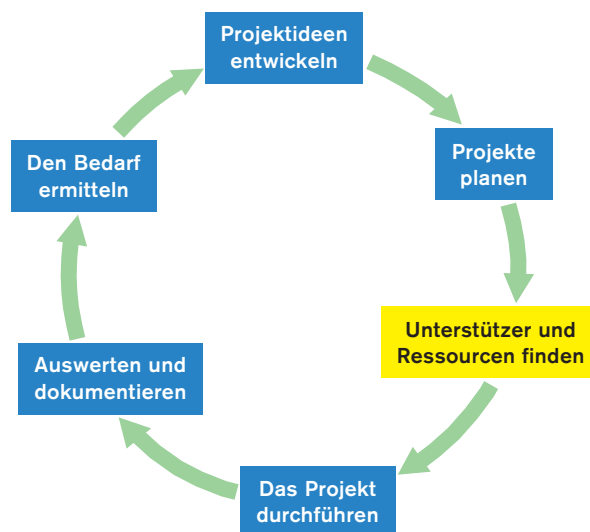 Projektideen
entwickeln
Projekte
planen
Unterstützer und
Ressourcen finden
Das Projekt
durchführen
Auswerten und
dokumentieren
Den Bedarf
ermitteln